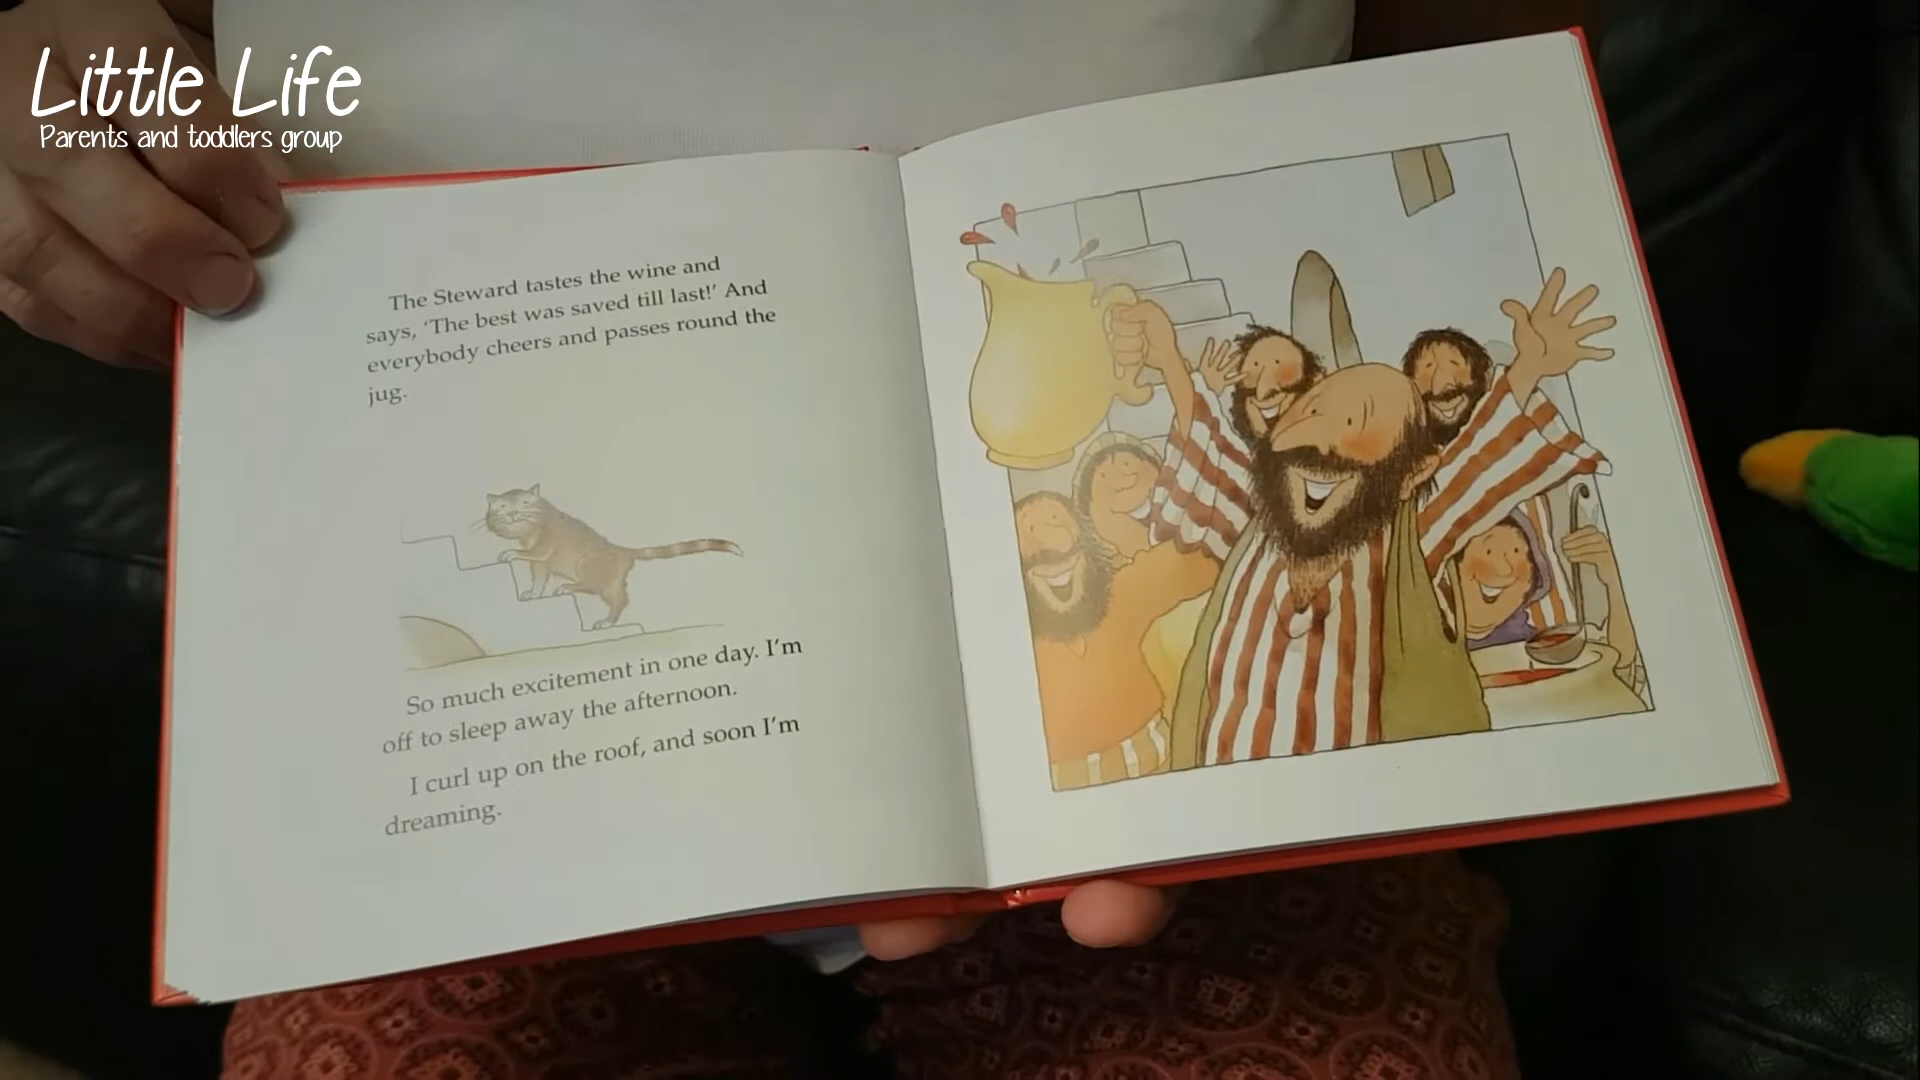 Little Life
Parents and toddlers group
The Steward tastes the wine and
says, ‘The best was saved till last!’ And
everybody cheers and passes round the
jug.
So much excitement in one day. I’m
off to sleep away the afternoon.
I curl up on the roof, and soon I’m
dreaming.